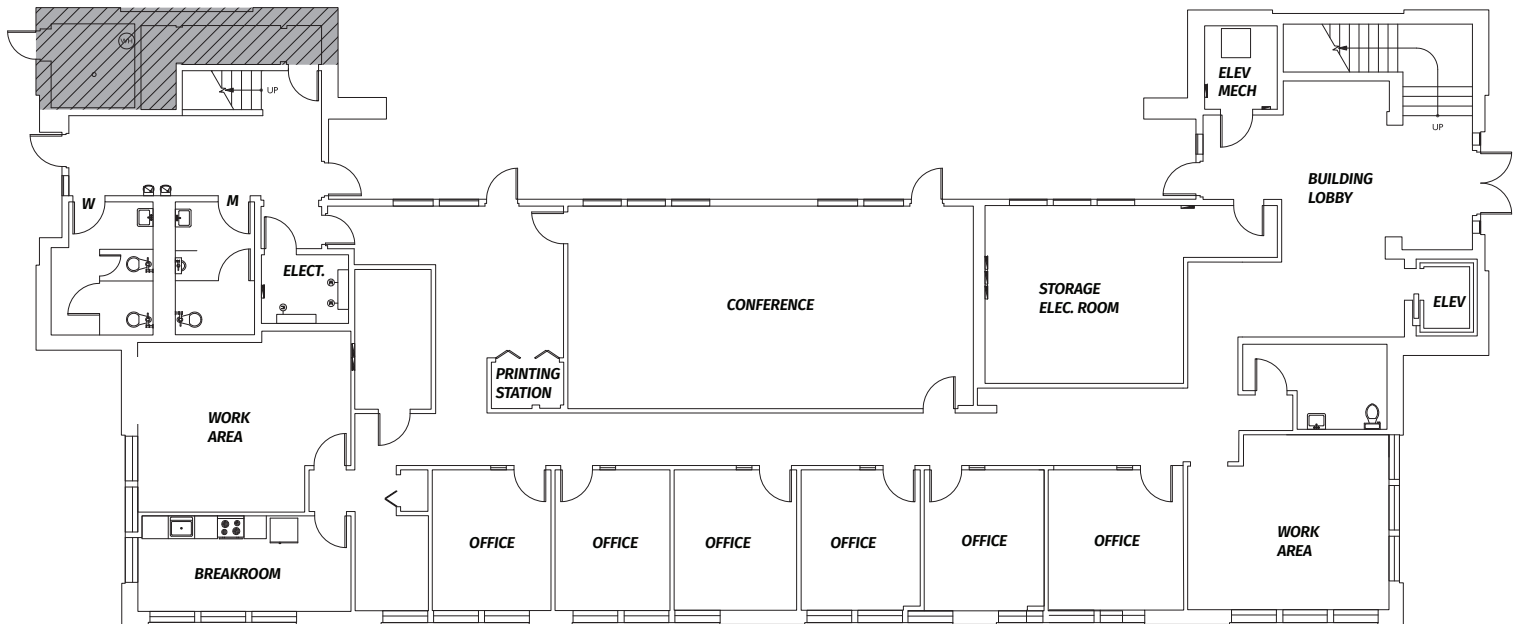 WH
UP
ELEV
MECH
UP
BUILDING
LOBBY
W
M
ELECT.
STORAGE
ELEC. ROOM
CONFERENCE
ELEV
PRINTING
STATION
WORK
AREA
OFFICE
OFFICE
OFFICE
OFFICE
OFFICE
OFFICE
WORK
AREA
BREAKROOM